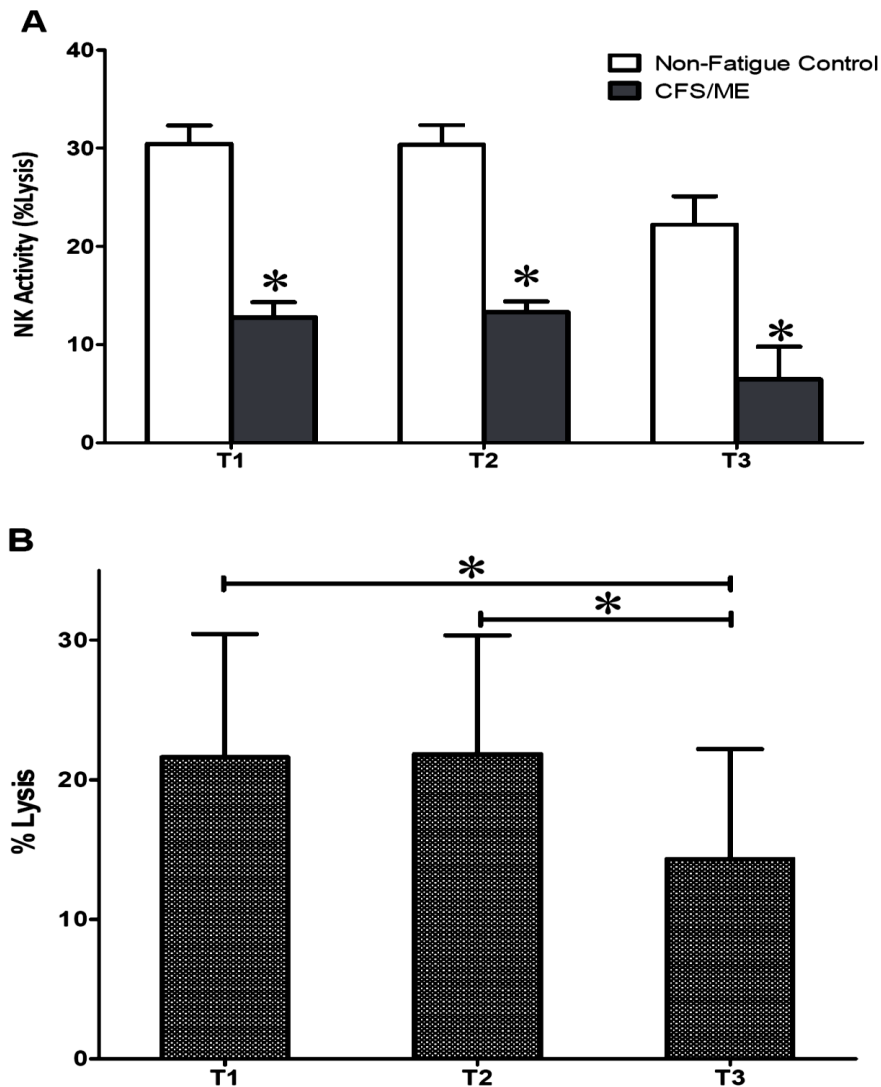 A
40
30
20
10
0
NK Activity (%Lysis)
Non-Fatigue Control
CFS/ME
*
*
*
T1
T2
T3
B
30
20
10
0
% Lysis
*
*
T1
T2
T3